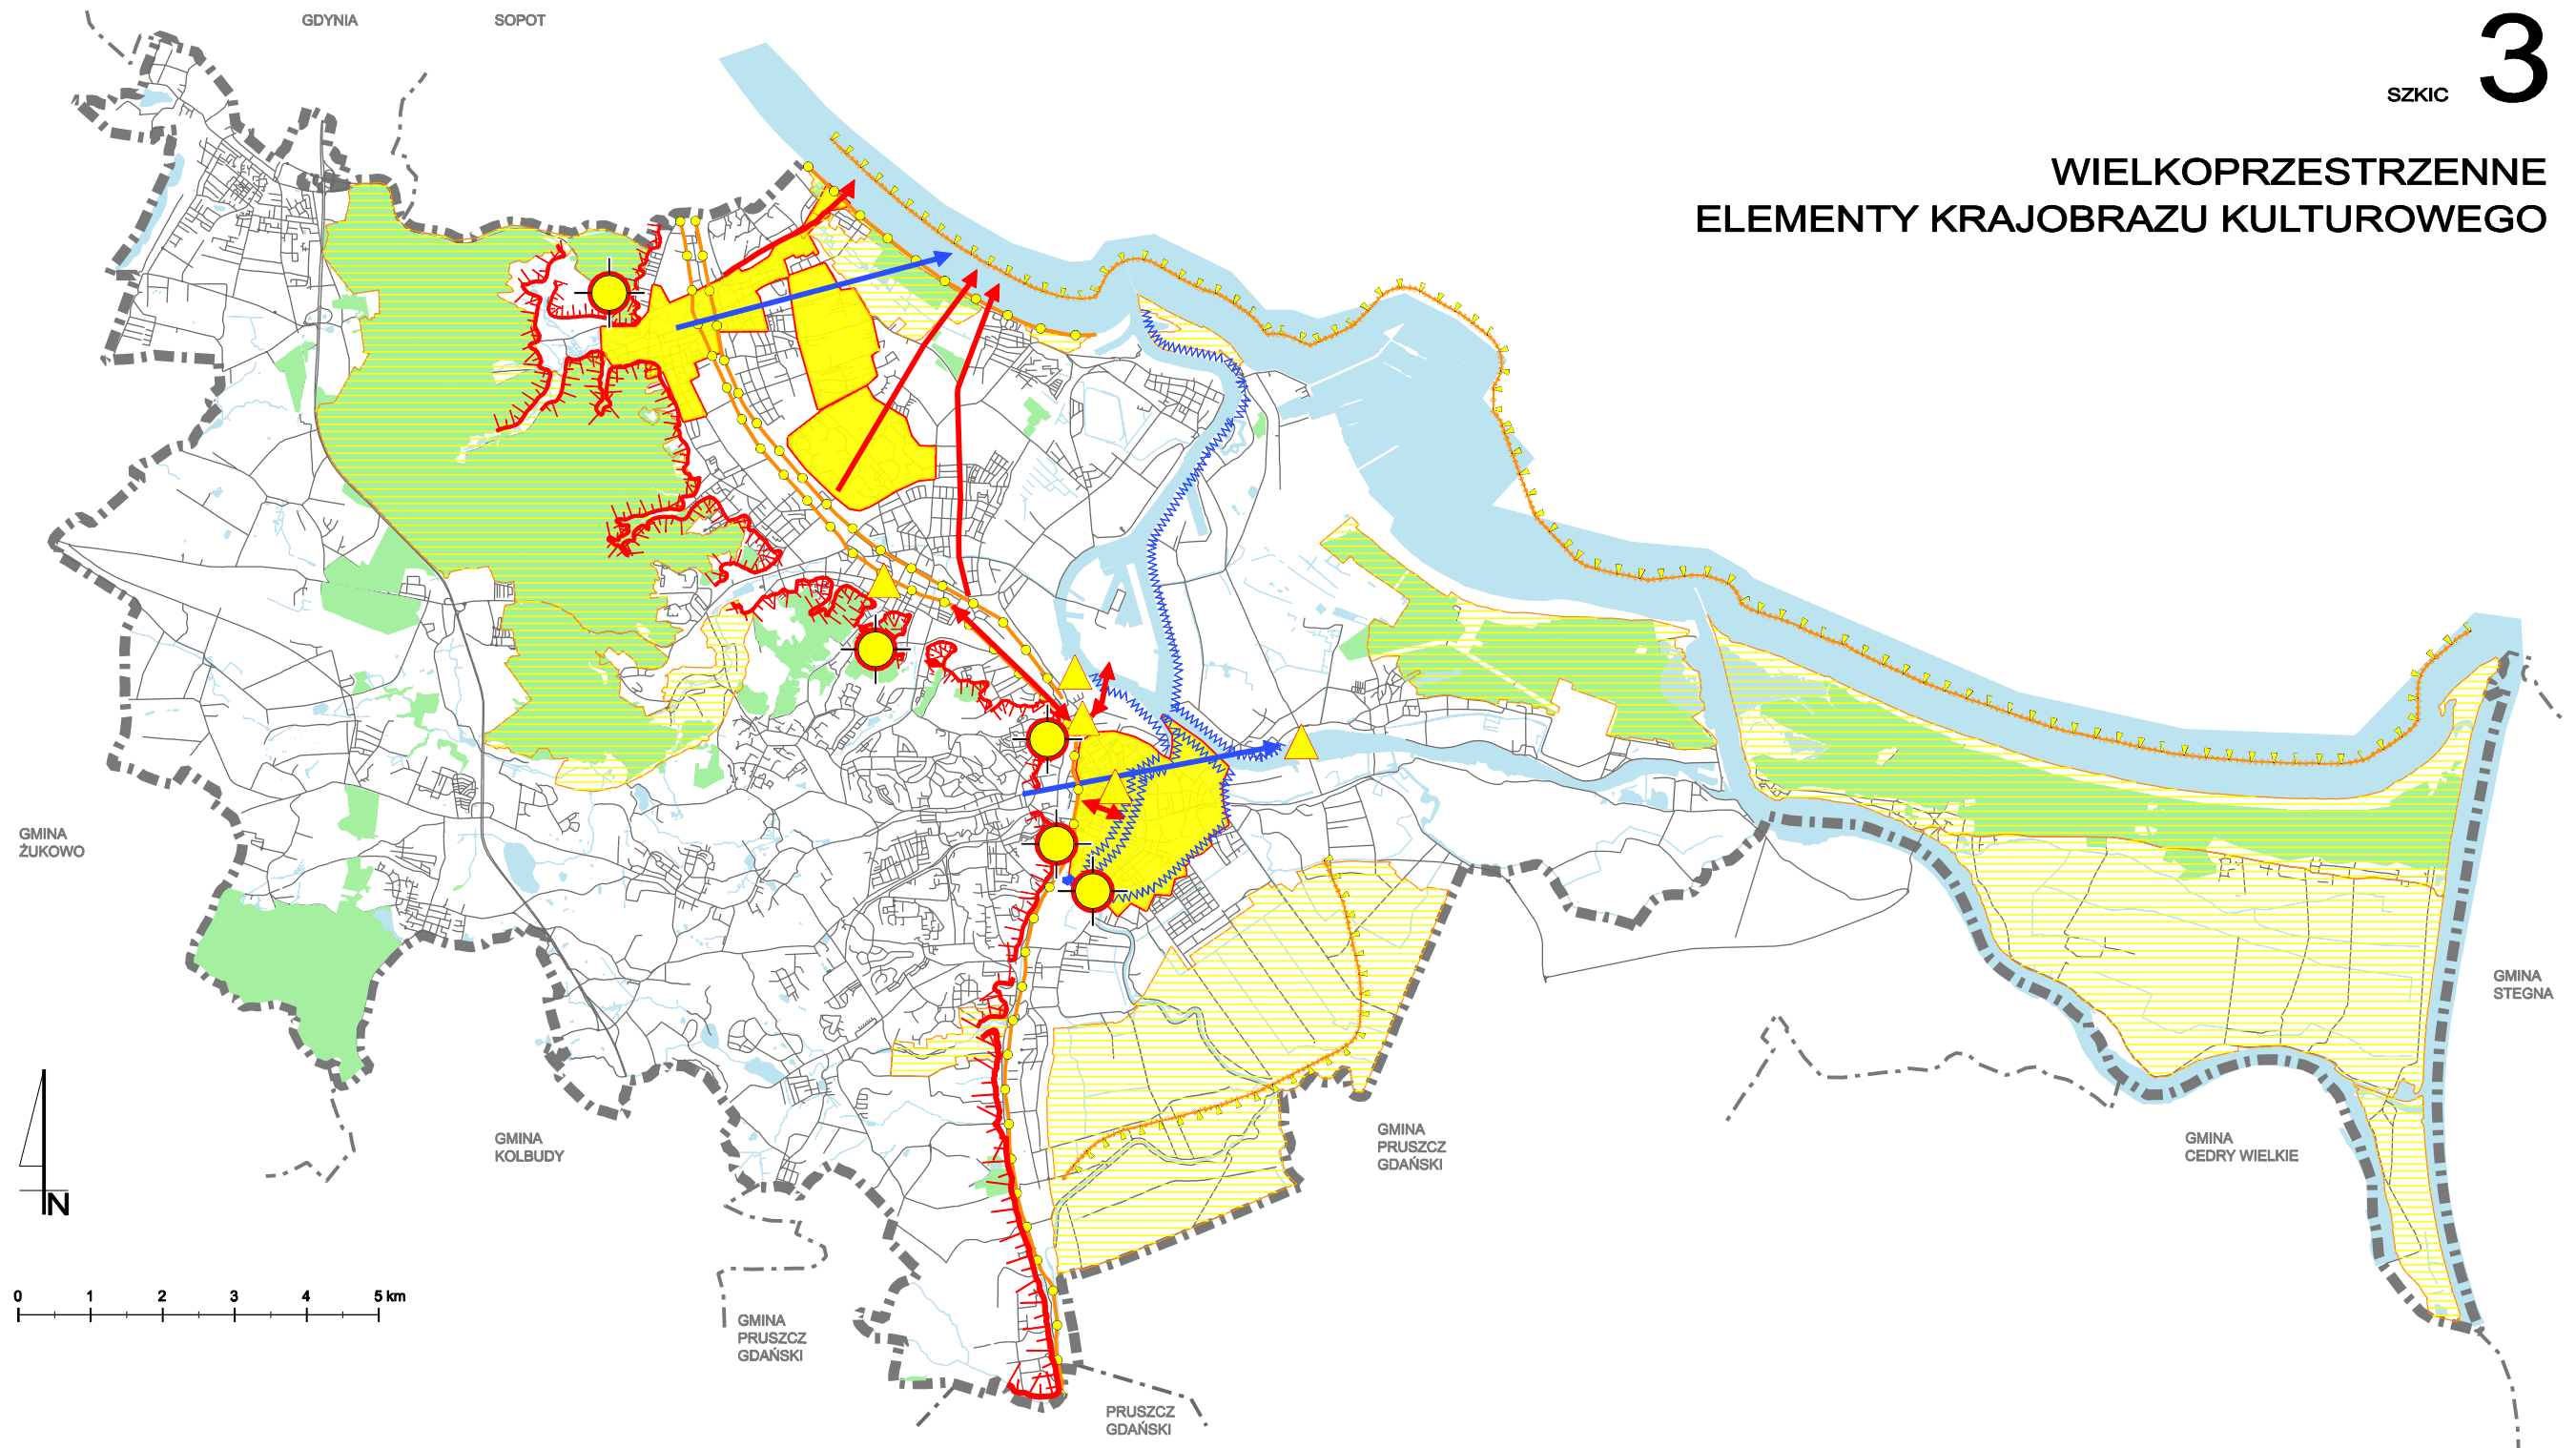 GDYNIA
SOPOT
SZKIC 3
WIELKOPRZESTRZENNE
ELEMENTY KRAJOBRAZU KULTUROWEGO
GMINA
ŻUKOWO
GMINA
STEGNA
GMINA
KOLBUDY
GMINA
PRUSZCZ
GDAŃSKI
GMINA
CEDRY WIELKIE
N
0 1 2 3 4 5 km
GMINA
PRUSZCZ
GDAŃSKI
PRUSZCZ
GDAŃSKI